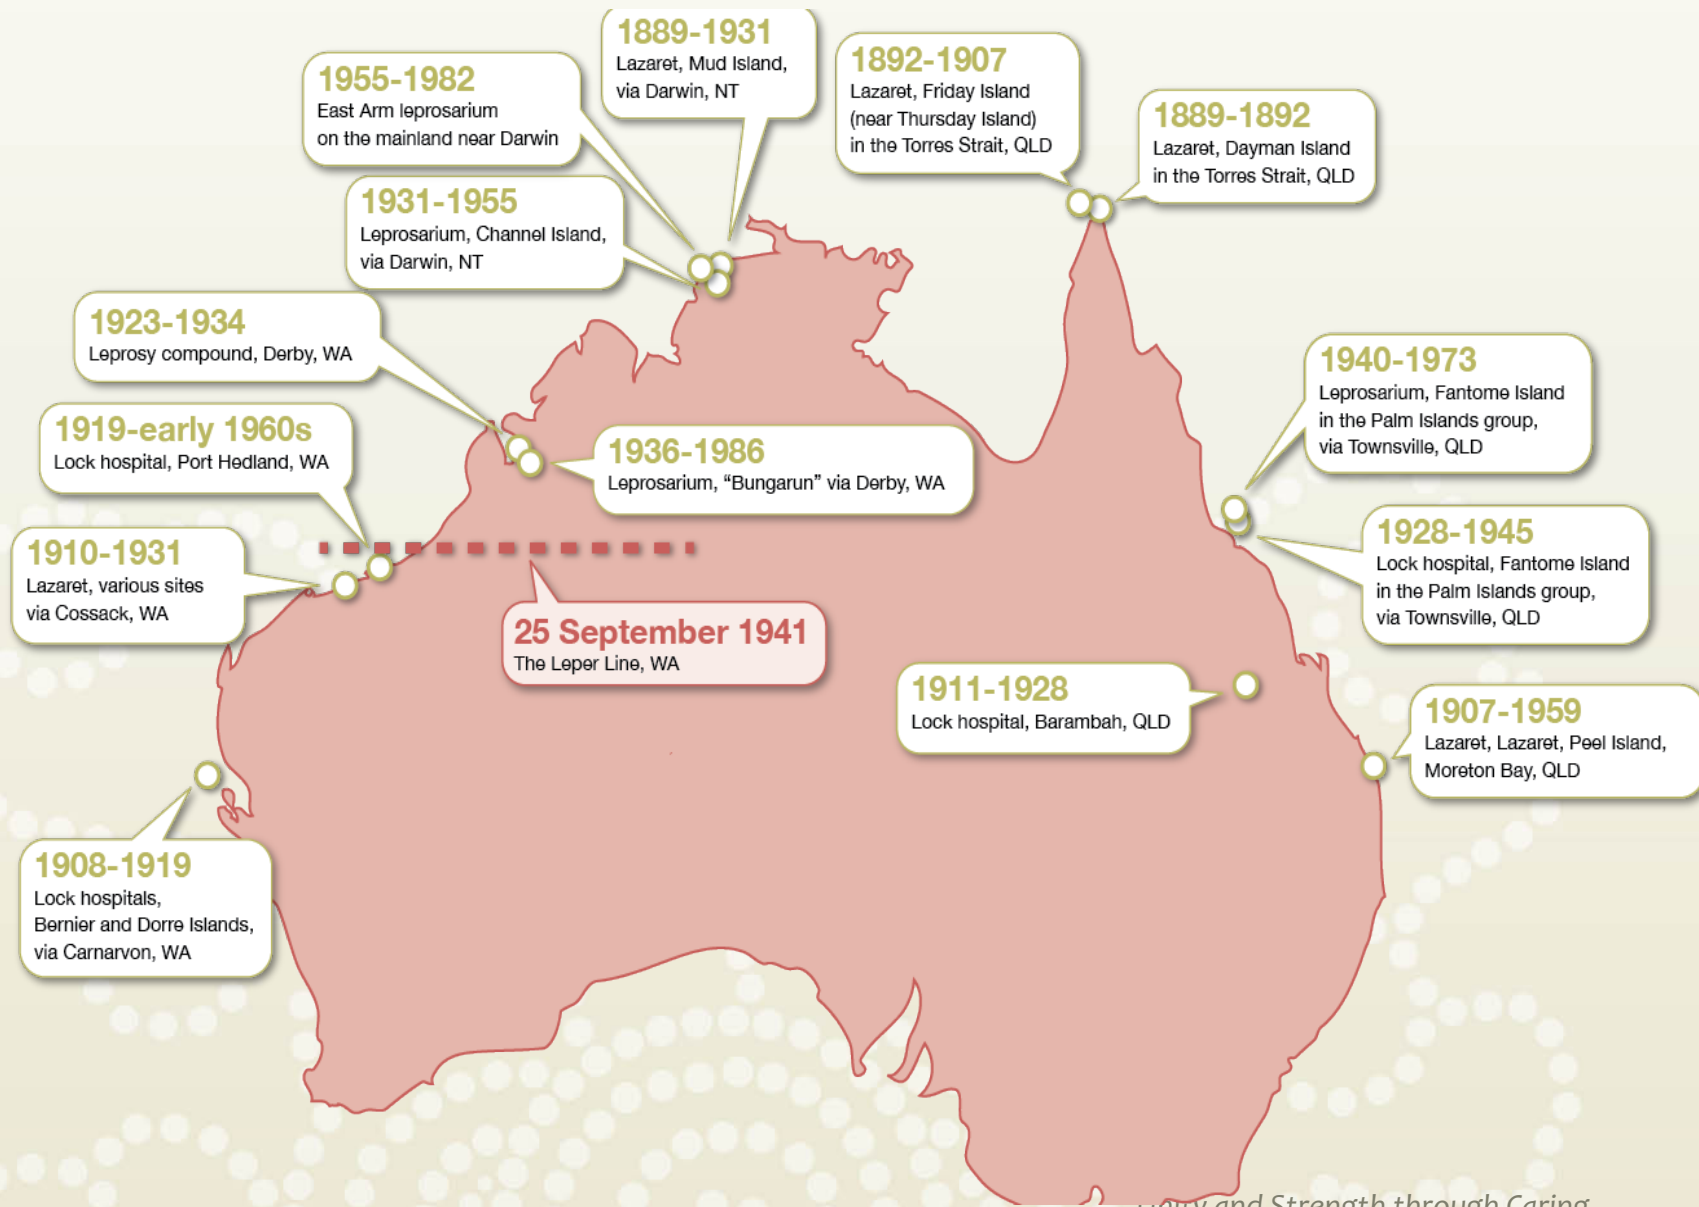 1889-1931
Lazaret, Mud Island,
via Darwin, NT
1955-1982
East Arm leprosarium
on the mainland near Darwin
1892-1907
Lazaret, Friday Island
(near Thursday Island)
in the Torres Strait, QLD
1889-1892
Lazaret, Dayman Island
in the Torres Strait, QLD
1931-1955
Leprosarium, Channel Island,
via Darwin, NT
1923-1934
Leprosy compound, Derby, WA
1940-1973
Leprosarium, Fantome Island
in the Palm Islands group,
via Townsville, QLD
1919-early 1960s
Lock hospital, Port Hedland, WA
1936-1986
Leprosarium, “Bungarun” via Derby, WA
1928-1945
Lock hospital, Fantome Island
in the Palm Islands group,
via Townsville, QLD
1910-1931
Lazaret, various sites
via Cossack, WA
25 September 1941
The Leper Line, WA
1911-1928
Lock hospital, Barambah, QLD
1907-1959
Lazaret, Lazaret, Peel Island,
Moreton Bay, QLD
1908-1919
Lock hospitals,
Bernier and Dorre Islands,
via Carnarvon, WA
Unity and Strength through Caring